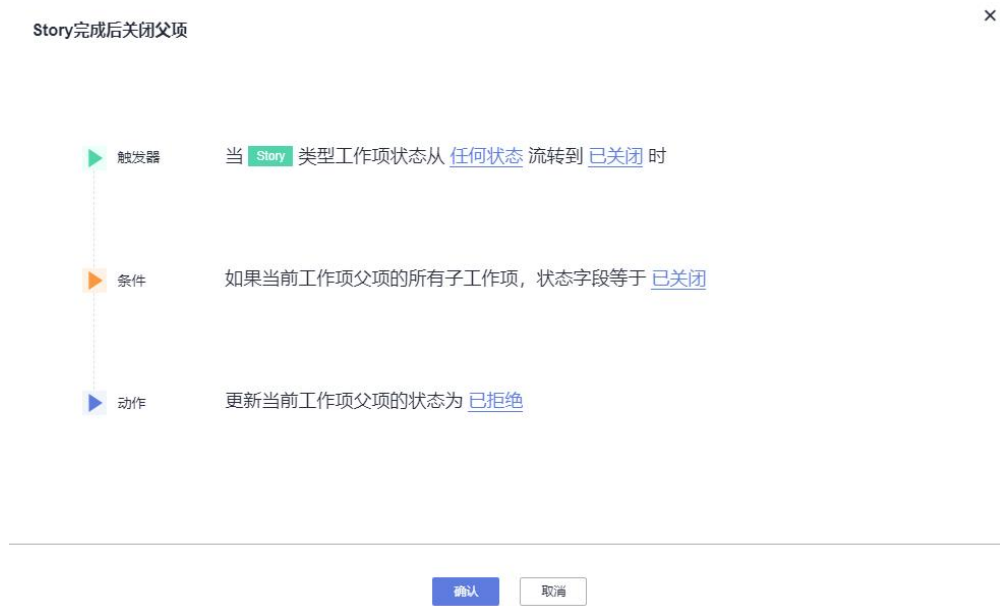 Story完成后关闭父项
触发器 当 Story 类型工作项状态从 任何状态 流转到 已关闭 时
条件 如果当前工作项父项的所有子工作项，状态字段等于 已关闭
动作 更新当前工作项父项的状态为 已拒绝
确认 取消